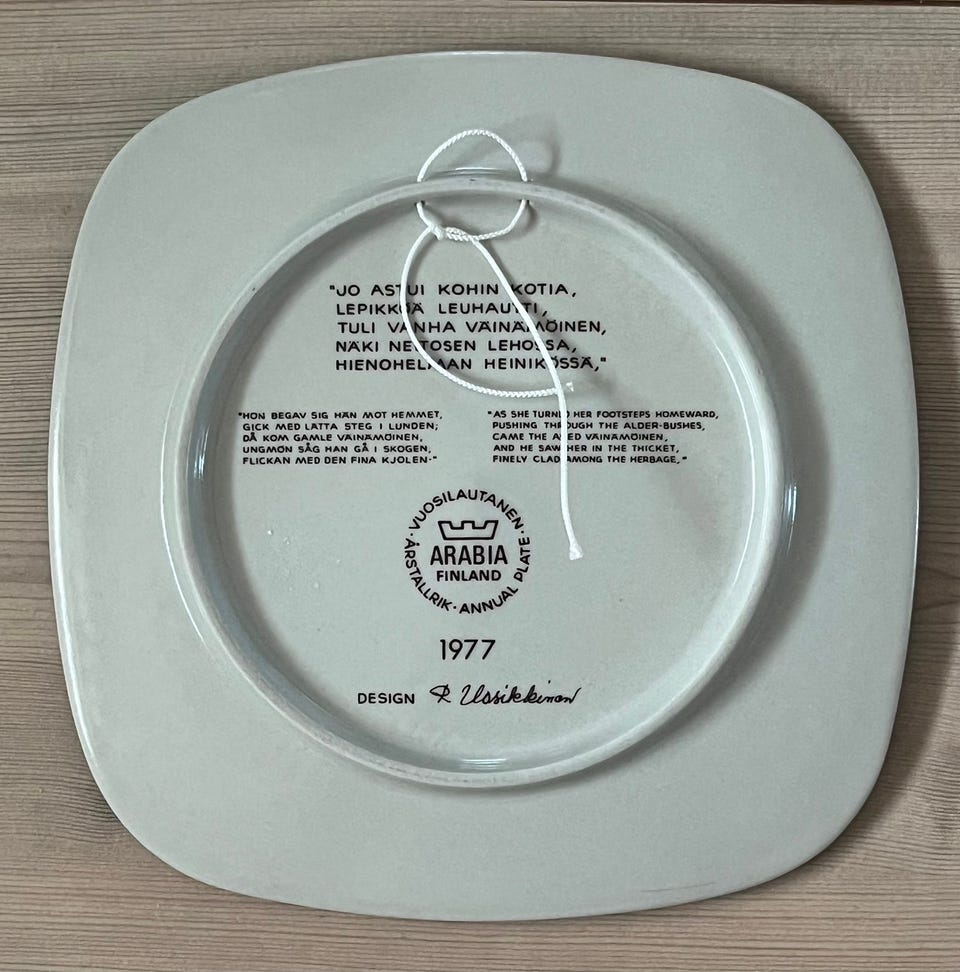 "JO ASTUI KOHIN KOTIA,
LEPIKKÖÄ LEUHAUTTI,
TULI VANHA VÄINÄMÖINEN,
NÄKI NEITOSEN LEHOSSA,
HIENOHELMAN HEINIKÖSSÄ,"
"HON BEGAV SIG HÄN MOT HEMMET,
GICK MED LÄTTA STEG I LUNDEN;
DÅ KOM GAMLE VÄINÄMÖINEN,
UNGMÖN SÅG HAN GÅ I SKOGEN,
FLICKAN MED DEN FINA KJOLEN·"
"AS SHE TURNED HER FOOTSTEPS HOMEWARD,
PUSHING THROUGH THE ALDER-BUSHES,
CAME THE AGED VÄINÄMÖINEN,
AND HE SAW HER IN THE THICKET,
FINELY CLAD AMONG THE HERBAGE,"
·VUOSILAUTANEN·
ARABIA
FINLAND
ÅRSTALLRIK·ANNUAL PLATE
1977
DESIGN R Uosikkinen